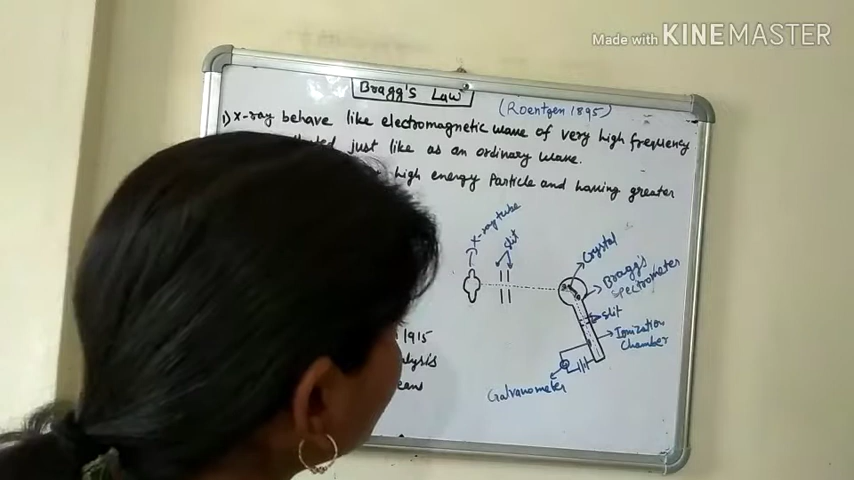 Made with KINEMASTER
Bragg's Law
(Roentgen 1895)
1) X-ray behave like electromagnetic wave of very high frequency
just like as an ordinary wave.
high energy Particle and having greater
X-ray tube
slit
Crystal
Bragg's
Spectrometer
slit
Ionization
Chamber
Galvanometer
1915